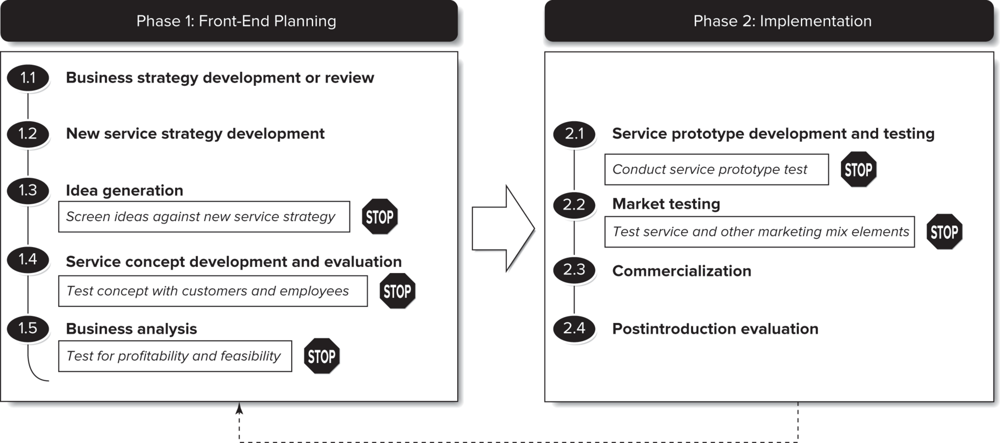 Phase 1: Front-End Planning
1.1 Business strategy development or review
1.2 New service strategy development
1.3 Idea generation
Screen ideas against new service strategy STOP
1.4 Service concept development and evaluation
Test concept with customers and employees STOP
1.5 Business analysis
Test for profitability and feasibility STOP
Phase 2: Implementation
2.1 Service prototype development and testing
Conduct service prototype test STOP
2.2 Market testing
Test service and other marketing mix elements STOP
2.3 Commercialization
2.4 Postintroduction evaluation